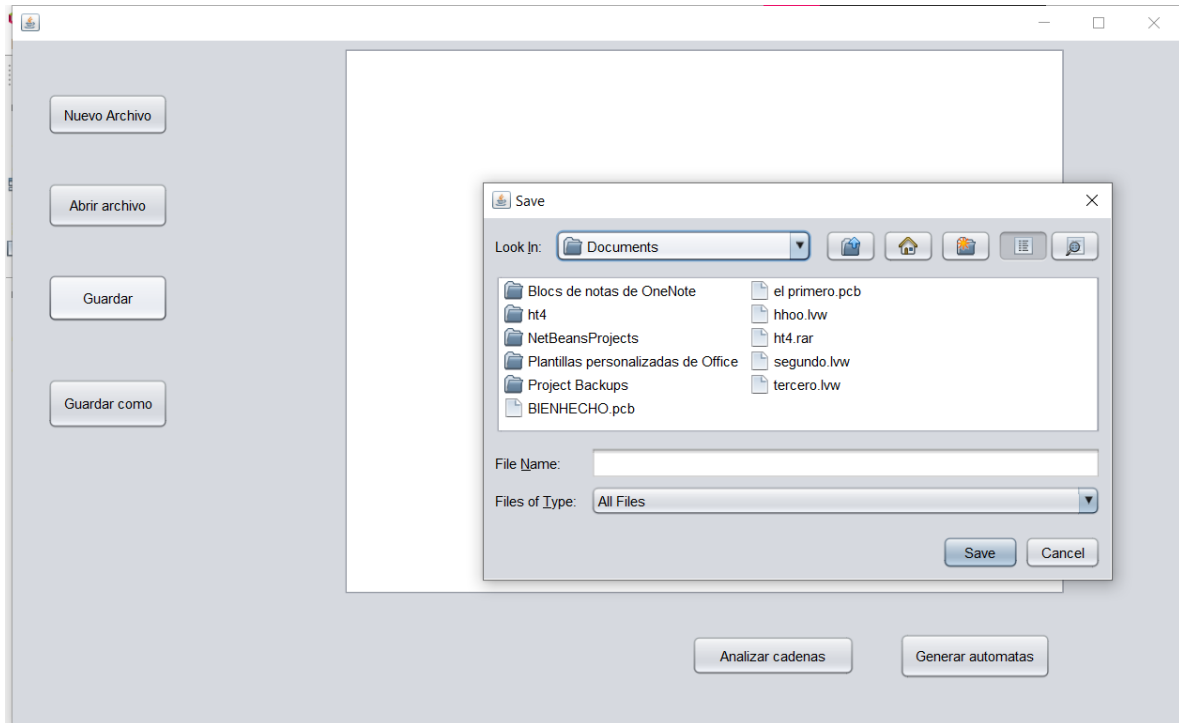 Nuevo Archivo
Abrir archivo
Guardar
Guardar como
Save
Look In:
Documents
Blocs de notas de OneNote
ht4
NetBeansProjects
Plantillas personalizadas de Office
Project Backups
BIENHECHO.pcb
el primero.pcb
hhoo.lvw
ht4.rar
segundo.lvw
tercero.lvw
File Name:
Files of Type:
All Files
Save
Cancel
Analizar cadenas
Generar automatas